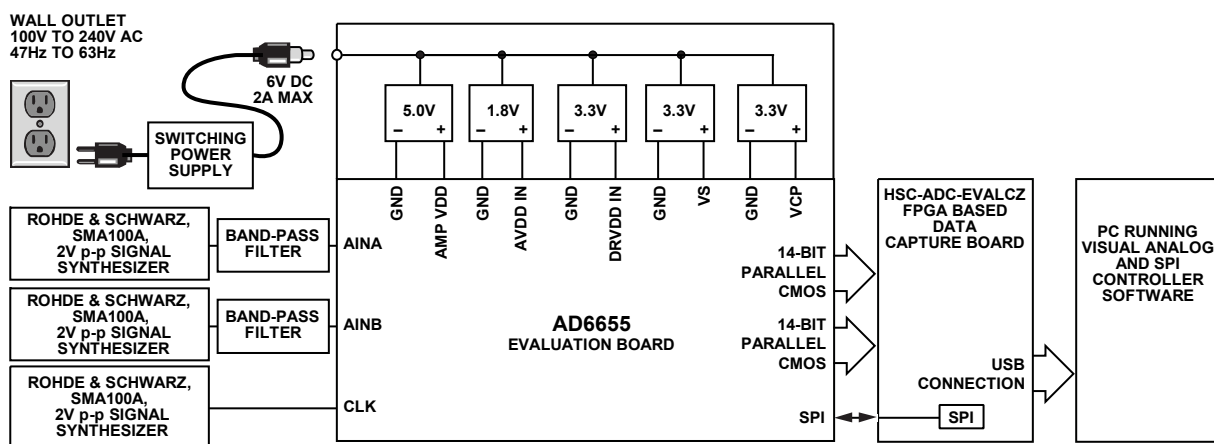 WALL OUTLET
100V TO 240V AC
47Hz TO 63Hz
6V DC
2A MAX
SWITCHING
POWER
SUPPLY
5.0V
– +
1.8V
– +
3.3V
– +
3.3V
– +
3.3V
– +
GND
AMP VDD
GND
AVDD IN
GND
DRVDD IN
GND
VS
GND
VCP
ROHDE & SCHWARZ,
SMA100A,
2V p-p SIGNAL
SYNTHESIZER
BAND-PASS
FILTER
AINA
ROHDE & SCHWARZ,
SMA100A,
2V p-p SIGNAL
SYNTHESIZER
BAND-PASS
FILTER
AINB
ROHDE & SCHWARZ,
SMA100A,
2V p-p SIGNAL
SYNTHESIZER
CLK
AD6655
EVALUATION BOARD
14-BIT
PARALLEL
CMOS
14-BIT
PARALLEL
CMOS
SPI
HSC-ADC-EVALCZ
FPGA BASED
DATA
CAPTURE BOARD
USB
CONNECTION
SPI
PC RUNNING
VISUAL ANALOG
AND SPI
CONTROLLER
SOFTWARE